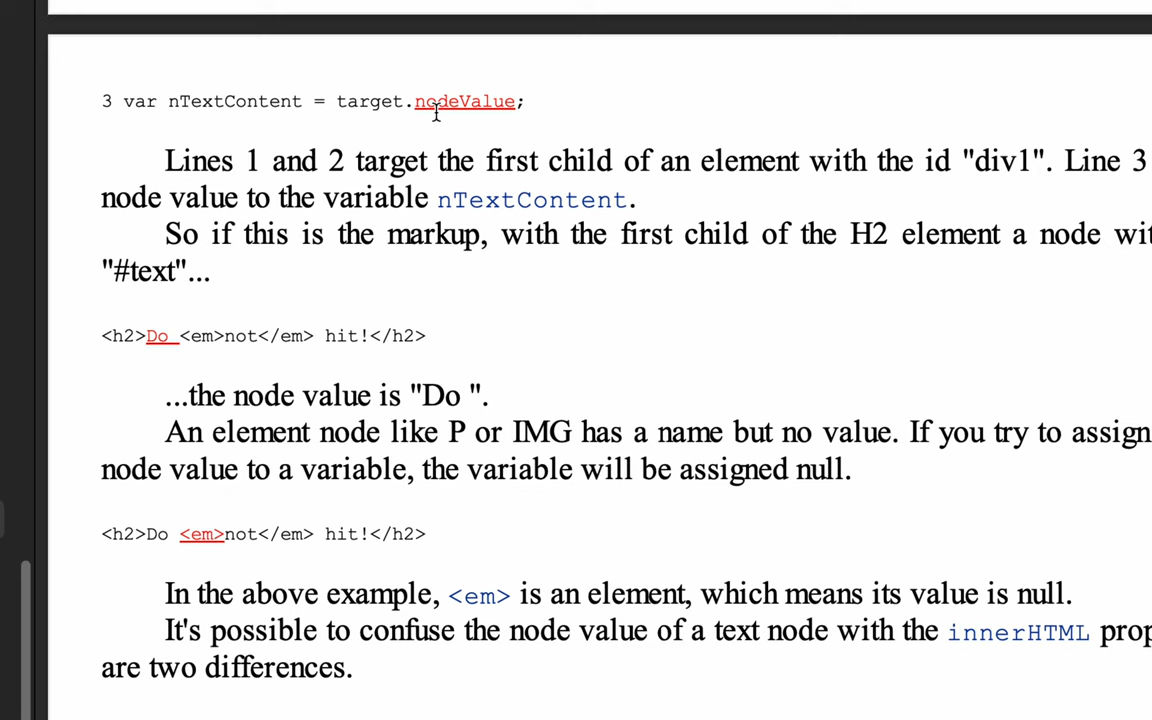 3 var nTextContent = target.nodeValue;
Lines 1 and 2 target the first child of an element with the id "div1". Line 3
node value to the variable nTextContent.
So if this is the markup, with the first child of the H2 element a node
"#text"...
<h2>Do <em>not</em> hit!</h2>
...the node value is "Do ".
An element node like P or IMG has a name but no value. If you try to assign
node value to a variable, the variable will be assigned null.
<h2>Do <em>not</em> hit!</h2>
In the above example, <em> is an element, which means its value is null.
It's possible to confuse the node value of a text node with the innerHTML
are two differences.